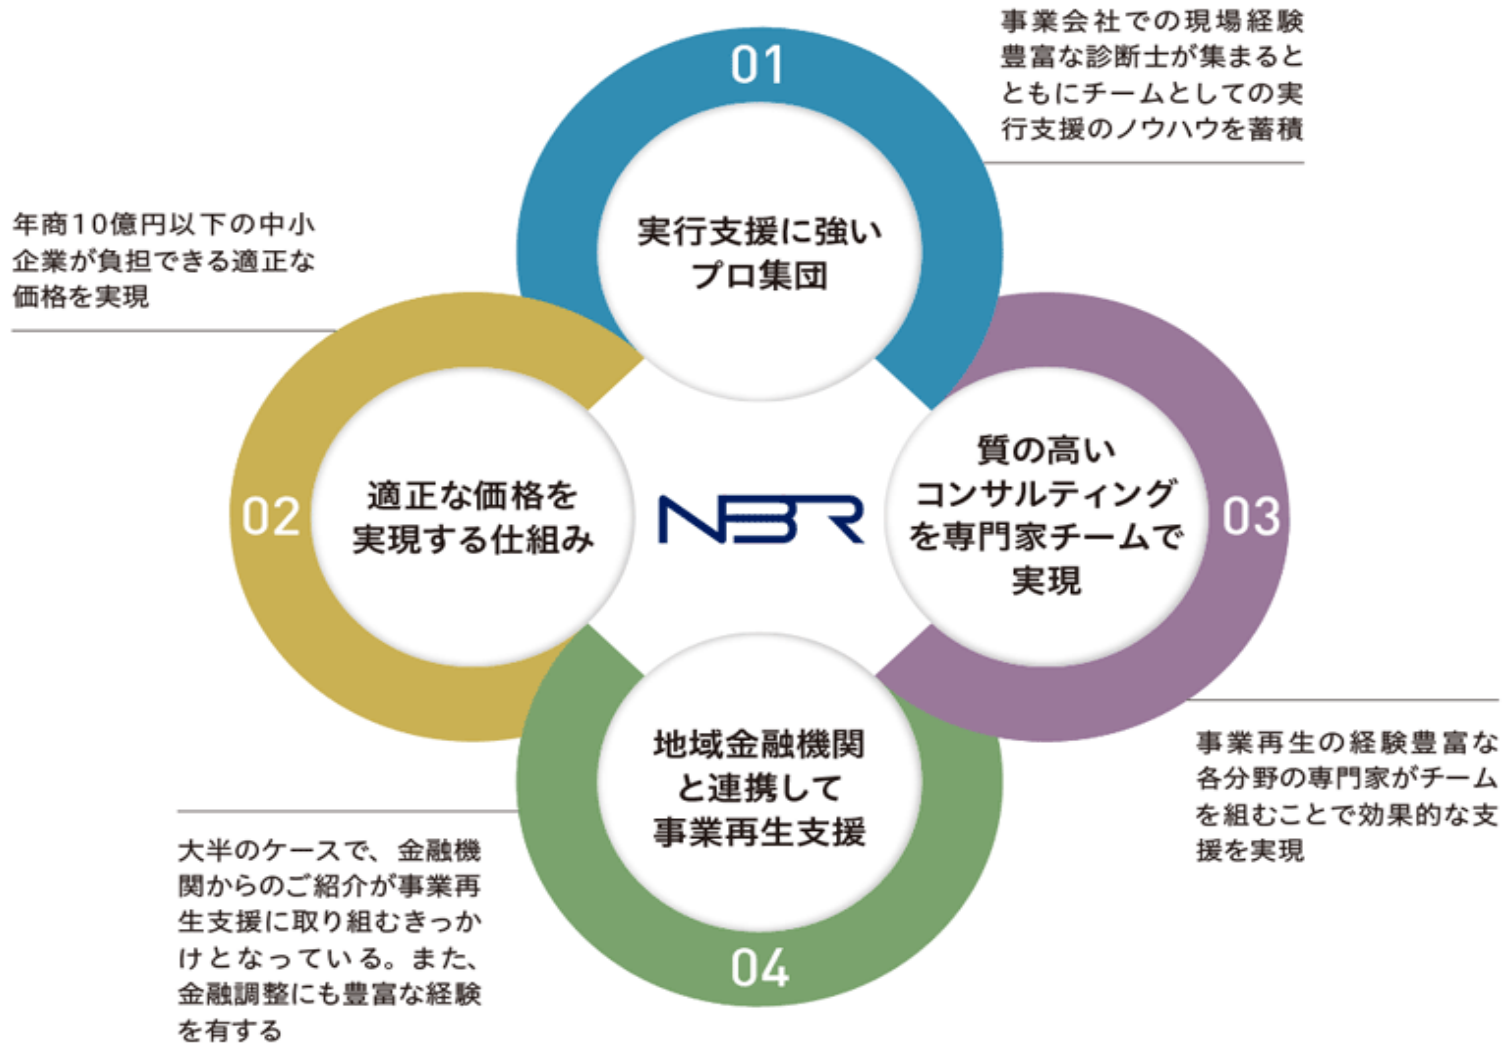 01
事業会社での現場経験
豊富な診断士が集まると
ともにチームとしての実
行支援のノウハウを蓄積
実行支援に強い
プロ集団
年商10億円以下の中小
企業が負担できる適正な
価格を実現
02
適正な価格を
実現する仕組み
NBR
質の高い
コンサルティング
を専門家チームで
実現
03
事業再生の経験豊富な
各分野の専門家がチーム
を組むことで効果的な支
援を実現
地域金融機関
と連携して
事業再生支援
04
大半のケースで、金融機
関からのご紹介が事業再
生支援に取り組むきっか
けとなっている。また、
金融調整にも豊富な経験
を有する